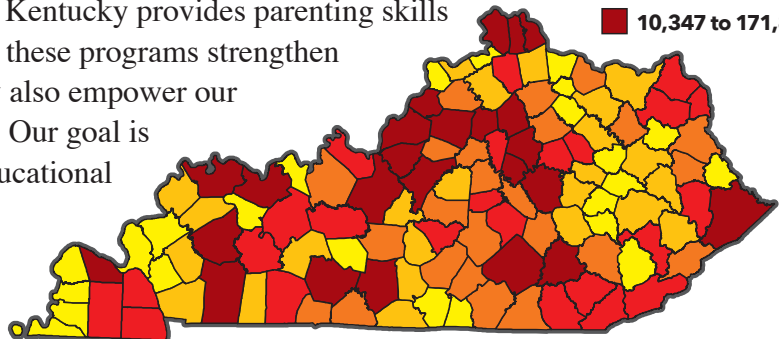 Kentucky provides parenting skills
these programs strengthen
also empower our
Our goal is
ucational
10,347 to 171,